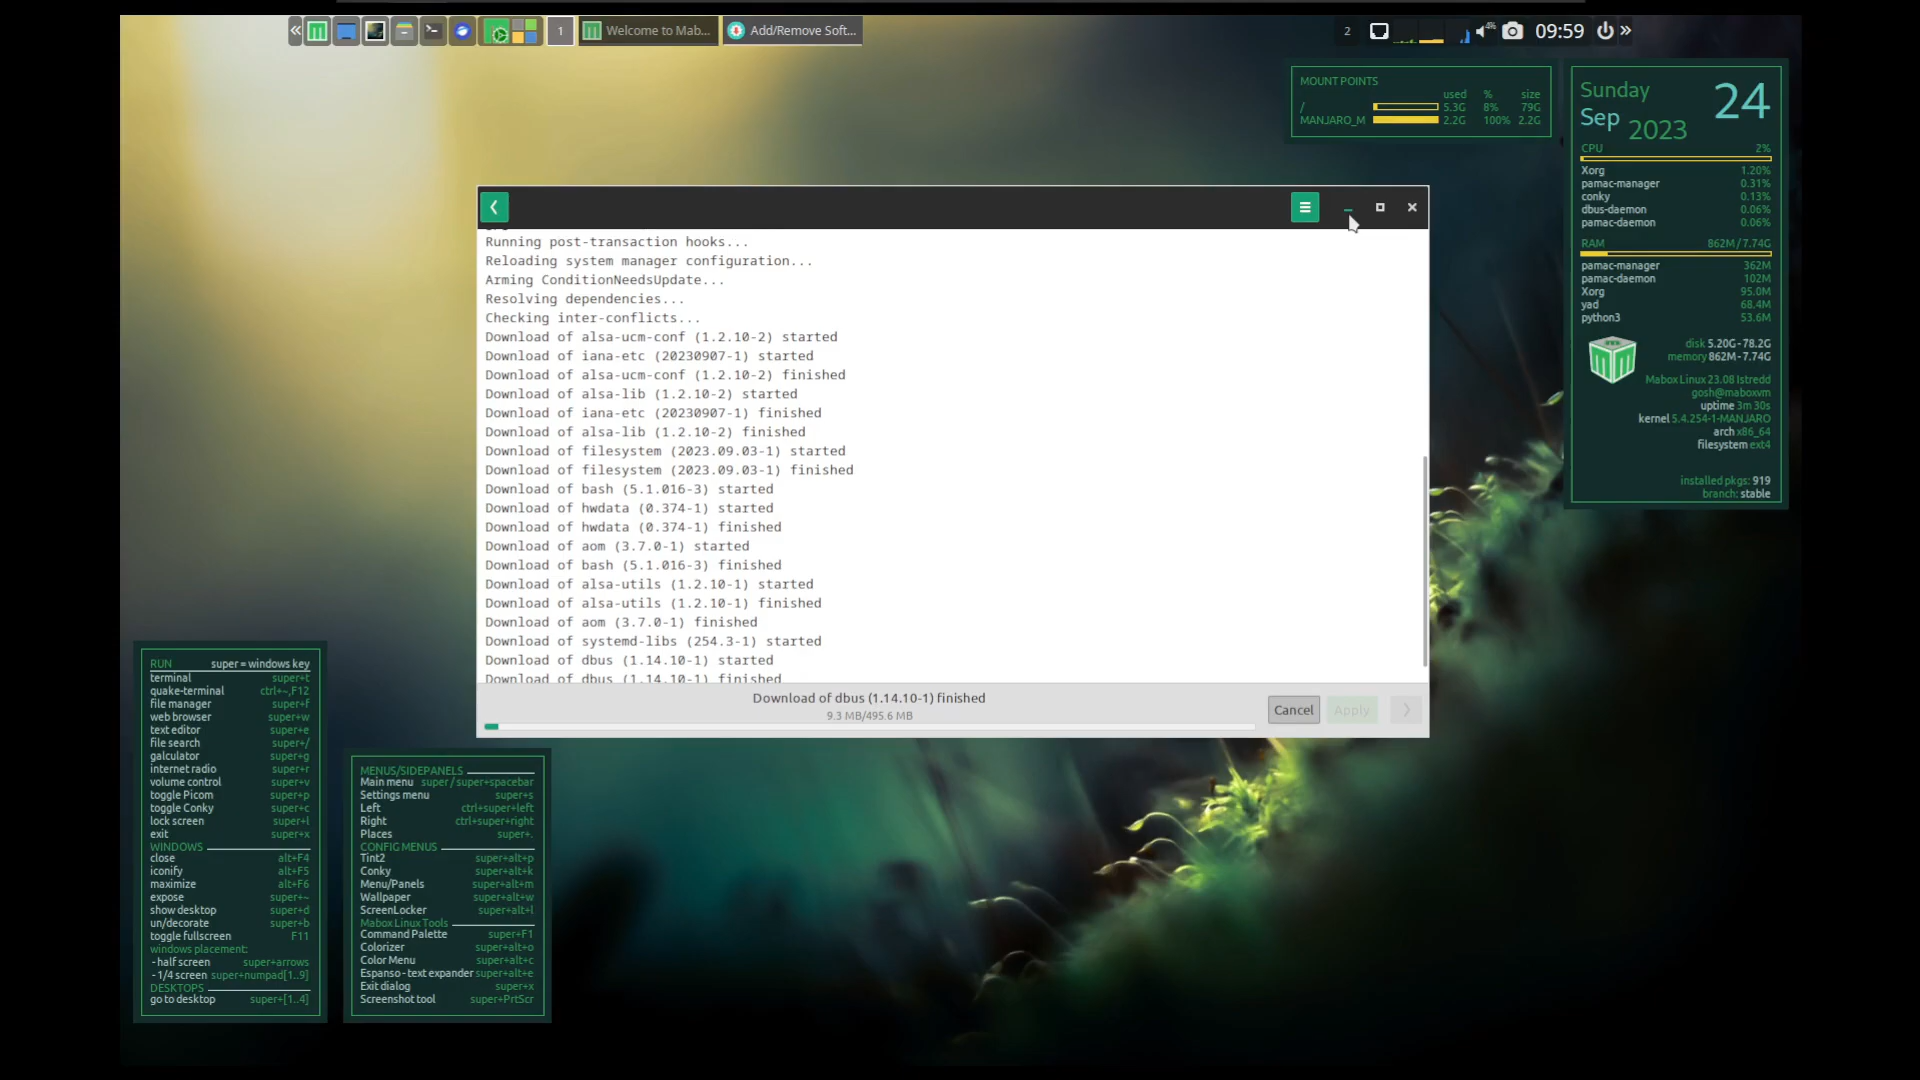 1
Welcome to Mab...
Add/Remove Soft...
2
4%
09:59
MOUNT POINTS
used % size
/ 5.3G 8% 79G
MANJARO_M 2.2G 100% 2.2G
Sunday
24
Sep
2023
CPU 2%
Xorg 1.20%
pamac-manager 0.31%
conky 0.13%
dbus-daemon 0.06%
pamac-daemon 0.06%
RAM 862M/7.74G
pamac-manager 362M
pamac-daemon 102M
Xorg 95.0M
yad 68.4M
python3 53.6M
disk 5.20G-78.2G
memory 862M-7.74G
Mabox Linux 23.08 Istredd
gosh@maboxvm
uptime 3m 30s
kernel 5.4.254-1-MANJARO
arch x86_64
filesystem ext4
installed pkgs: 919
branch: stable
Running post-transaction hooks...
Reloading system manager configuration...
Arming ConditionNeedsUpdate...
Resolving dependencies...
Checking inter-conflicts...
Download of alsa-ucm-conf (1.2.10-2) started
Download of iana-etc (20230907-1) started
Download of alsa-ucm-conf (1.2.10-2) finished
Download of alsa-lib (1.2.10-2) started
Download of iana-etc (20230907-1) finished
Download of alsa-lib (1.2.10-2) finished
Download of filesystem (2023.09.03-1) started
Download of filesystem (2023.09.03-1) finished
Download of bash (5.1.016-3) started
Download of hwdata (0.374-1) started
Download of hwdata (0.374-1) finished
Download of aom (3.7.0-1) started
Download of bash (5.1.016-3) finished
Download of alsa-utils (1.2.10-1) started
Download of alsa-utils (1.2.10-1) finished
Download of aom (3.7.0-1) finished
Download of systemd-libs (254.3-1) started
Download of dbus (1.14.10-1) started
Download of dbus (1.14.10-1) finished
Download of dbus (1.14.10-1) finished
9.3 MB/495.6 MB
Cancel
Apply
RUN super = windows key
terminal super+t
quake-terminal ctrl+~,F12
file manager super+f
web browser super+w
text editor super+e
file search super+/
galculator super+g
internet radio super+r
volume control super+v
toggle Picom super+p
toggle Conky super+c
lock screen super+l
exit super+x
WINDOWS
close alt+F4
iconify alt+F5
maximize alt+F6
expose super+~
show desktop super+d
un/decorate super+b
toggle fullscreen F11
windows placement:
- half screen super+arrows
- 1/4 screen super+numpad[1..9]
DESKTOPS
go to desktop super+[1..4]
MENUS/SIDEPANELS
Main menu super / super+spacebar
Settings menu super+s
Left ctrl+super+left
Right ctrl+super+right
Places super+.
CONFIG MENUS
Tint2 super+alt+p
Conky super+alt+k
Menu/Panels super+alt+m
Wallpaper super+alt+w
ScreenLocker super+alt+l
Mabox Linux Tools
Command Palette super+F1
Colorizer super+alt+o
Color Menu super+alt+c
Espanso - text expander super+alt+e
Exit dialog super+x
Screenshot tool super+PrtScr